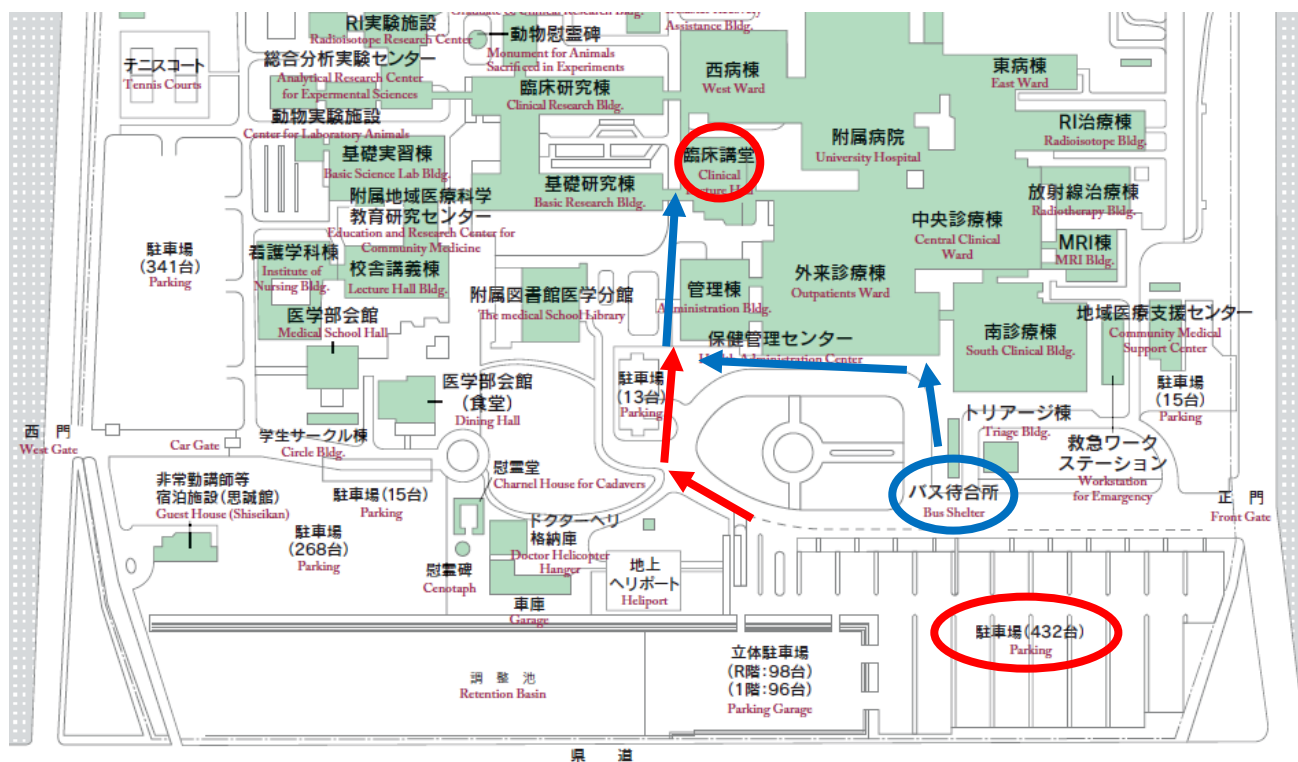 RI実験施設
Radioisotope Research Center
Graduate & Clinical Research Bldg.
動物慰霊碑
Monument for Animals
Sacrificed in Experiments
Assistance Bldg.
テニスコート
Tennis Courts
総合分析実験センター
Analytical Research Center
for Expermental Sciences
臨床研究棟
Clinical Research Bldg.
西病棟
West Ward
東病棟
East Ward
動物実験施設
Center for Laboratory Animals
基礎実習棟
Basic Science Lab Bldg.
臨床講堂
Clinical
Lecture Hall
附属病院
University Hospital
RI治療棟
Radioisotope Bldg.
基礎研究棟
Basic Research Bldg.
附属地域医療科学
教育研究センター
Education and Research Center for
Community Medicine
放射線治療棟
Radiotherapy Bldg.
中央診療棟
Central Clinical
Ward
MRI棟
MRI Bldg.
駐車場
(341台)
Parking
看護学科棟
Institute of
Nursing Bldg.
校舎講義棟
Lecture Hall Bldg.
附属図書館医学分館
The medical School Library
管理棟
Administration Bldg.
外来診療棟
Outpatients Ward
医学部会館
Medical School Hall
保健管理センター
Health Administration Center
南診療棟
South Clinical Bldg.
地域医療支援センター
Community Medical
Support Center
医学部会館
(食堂)
Dining Hall
駐車場
(13台)
Parking
駐車場
(15台)
Parking
トリアージ棟
Triage Bldg.
救急ワーク
ステーション
Workstation
for Emargency
西 門
West Gate
Car Gate
学生サークル棟
Circle Bldg.
慰霊堂
Charnel House for Cadavers
バス待合所
Bus Shelter
正 門
Front Gate
非常勤講師等
宿泊施設(思誠館)
Guest House (Shiseikan)
駐車場(15台)
Parking
駐車場
(268台)
Parking
ドクターヘリ
格納庫
Doctor Helicopter
Hanger
慰霊碑
Cenotaph
地上
ヘリポート
Heliport
車庫
Garage
駐車場(432台)
Parking
調 整 池
Retention Basin
立体駐車場
(R階:98台)
(1階:96台)
Parking Garage
県 道